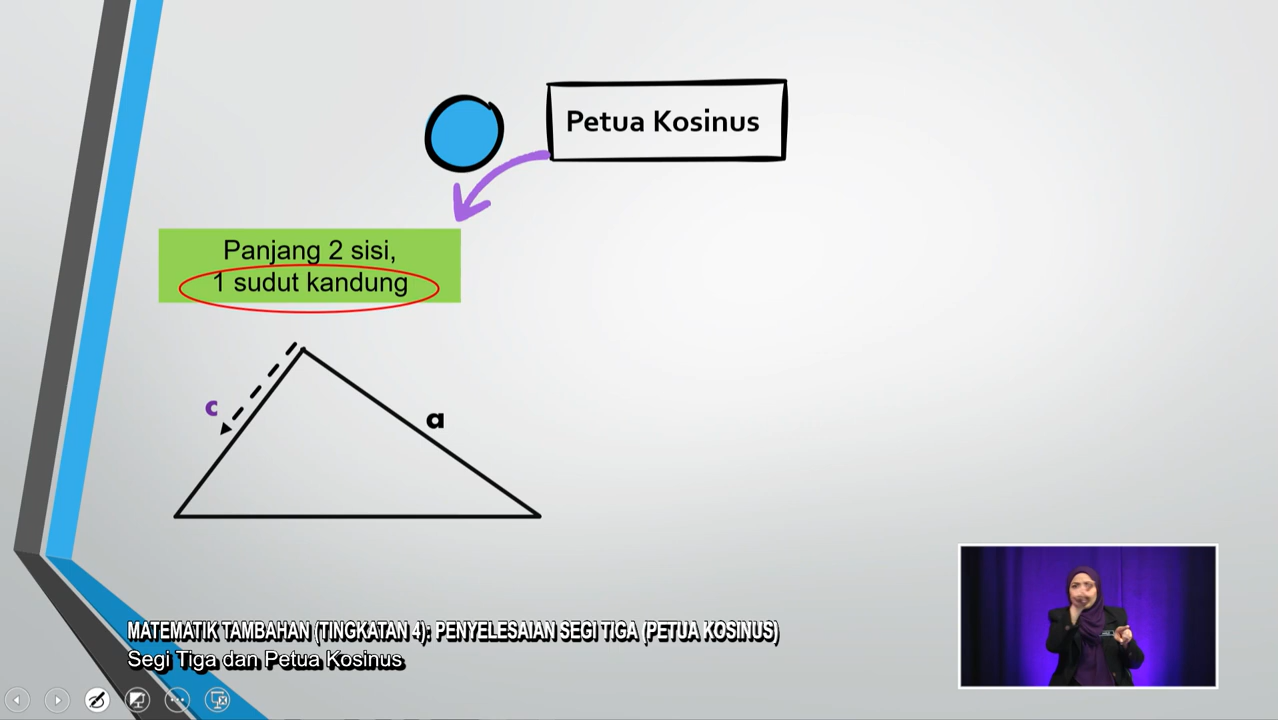 Petua Kosinus
Panjang 2 sisi,
1 sudut kandung
c
a
MATEMATIK TAMBAHAN (TINGKATAN 4): PENYELESAIAN SEGI TIGA (PETUA KOSINUS)
Segi Tiga dan Petua Kosinus